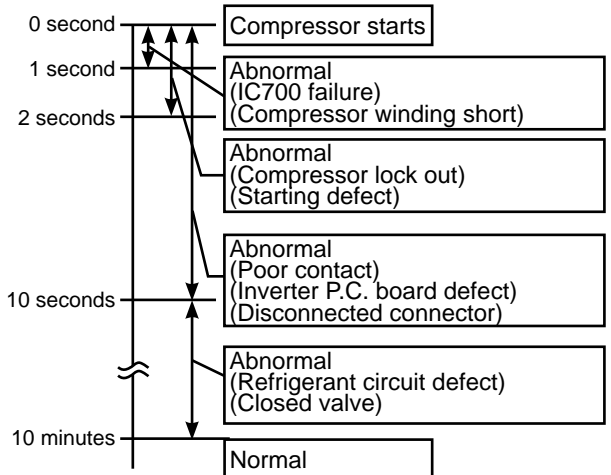 0 second
Compressor starts
1 second
Abnormal
(IC700 failure)
(Compressor winding short)
2 seconds
Abnormal
(Compressor lock out)
(Starting defect)
Abnormal
(Poor contact)
(Inverter P.C. board defect)
(Disconnected connector)
10 seconds
Abnormal
(Refrigerant circuit defect)
(Closed valve)
10 minutes
Normal